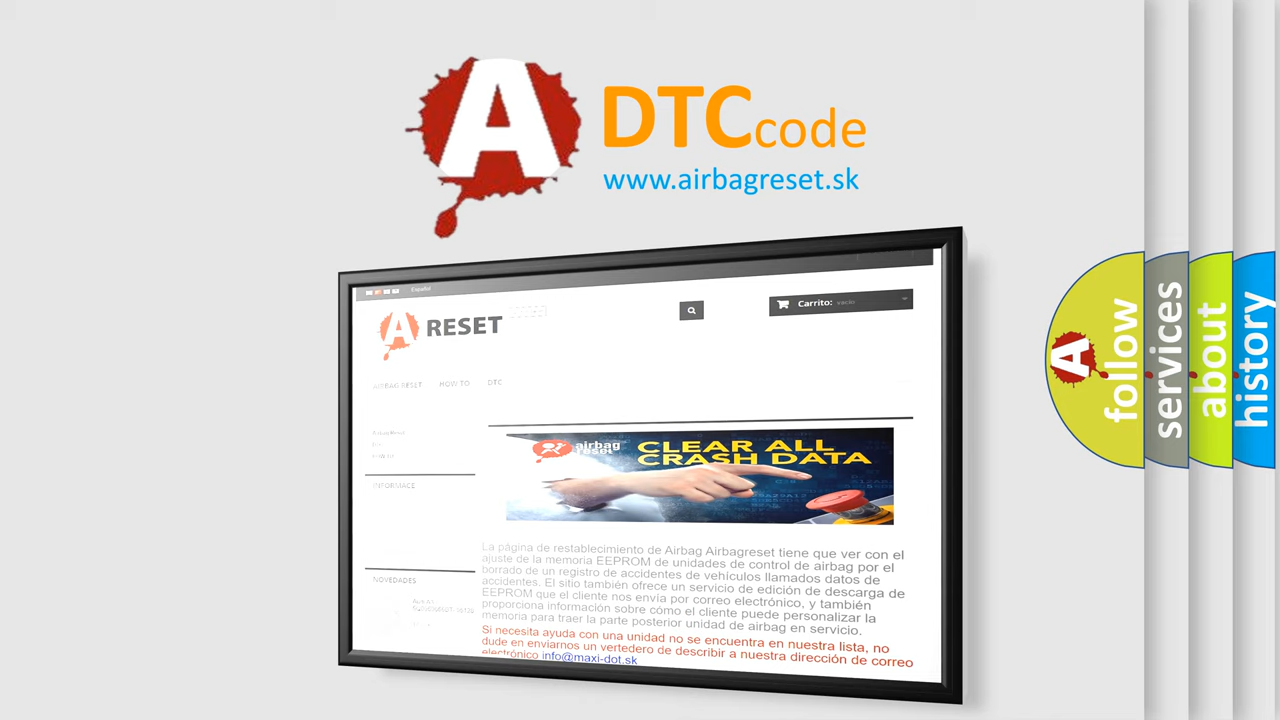 A
DTCcode
www.airbagreset.sk
Español
A RESET
Carrito: vacío
AIRBAG RESET HOW TO DTC
airbag
reset
CLEAR ALL
CRASH DATA
INFORMACE
La página de restablecimiento de Airbag Airbagreset tiene que ver con el
ajuste de la memoria EEPROM de unidades de control de airbag por el
borrado de un registro de accidentes de vehículos llamados datos de
accidentes. El sitio también ofrece un servicio de edición de descarga de
EEPROM que el cliente nos envía por correo electrónico, y también
proporciona información sobre cómo el cliente puede personalizar la
memoria para traer la parte posterior unidad de airbag en servicio.
Si necesita ayuda con una unidad no se encuentra en nuestra lista, no
dude en enviarnos un vertedero de describir a nuestra dirección de correo
electrónico info@maxi-dot.sk
NOVEDADES
A follow
services
about
history